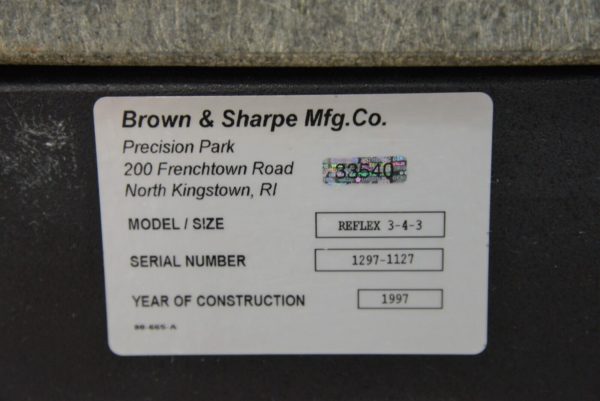 Brown & Sharpe Mfg.Co.
Precision Park
200 Frenchtown Road
North Kingstown, RI
33540
MODEL / SIZE REFLEX 3-4-3
SERIAL NUMBER 1297-1127
YEAR OF CONSTRUCTION 1997